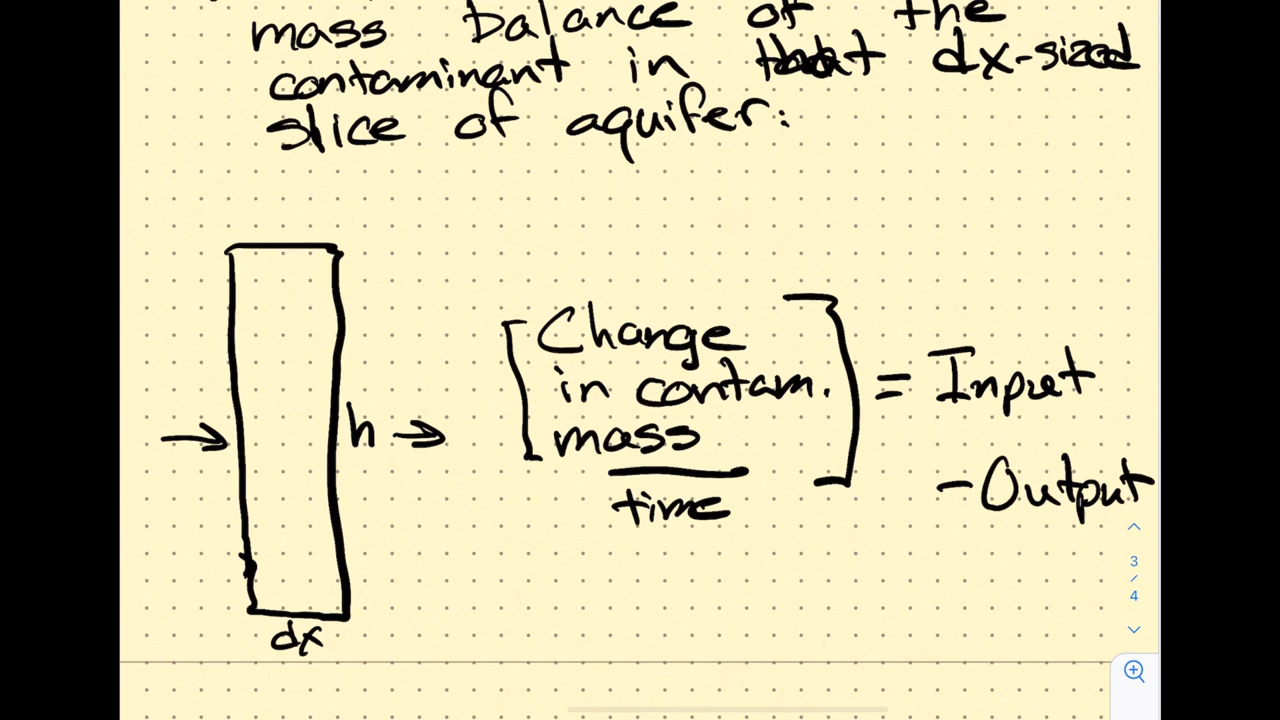 mass balance of the
contaminant in that dx-sized
slice of aquifer:
h
dx
Change
in contam.
mass
time
= Input
- Output
3
/
4